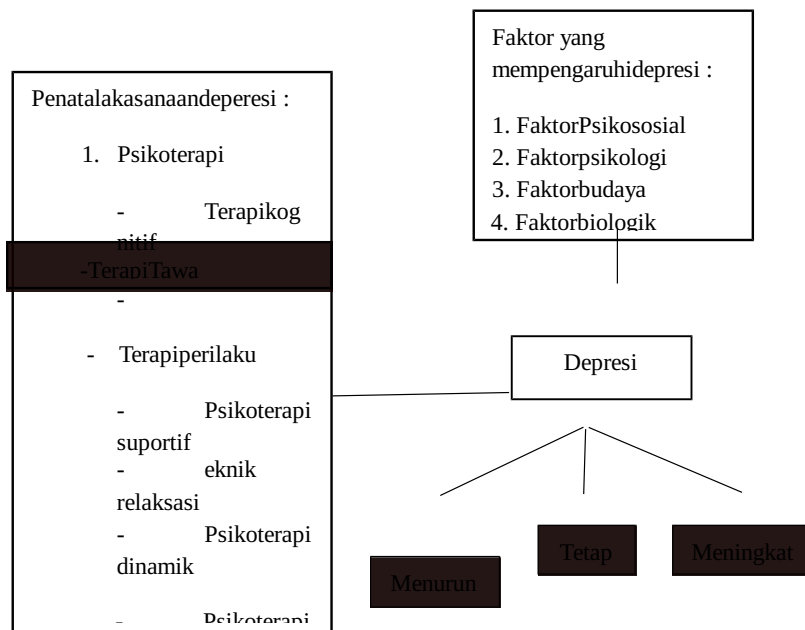 Penatalakasanaandeperesi :
1. Psikoterapi
- Terapikog
nitif
-TerapiTawa
-
- Terapiperilaku
- Psikoterapi
suportif
- eknik
relaksasi
- Psikoterapi
dinamik
- Psikoterapi
Faktor yang
mempengaruhidepresi :
1. FaktorPsikososial
2. Faktorpsikologi
3. Faktorbudaya
4. Faktorbiologik
Depresi
Menurun
Tetap
Meningkat